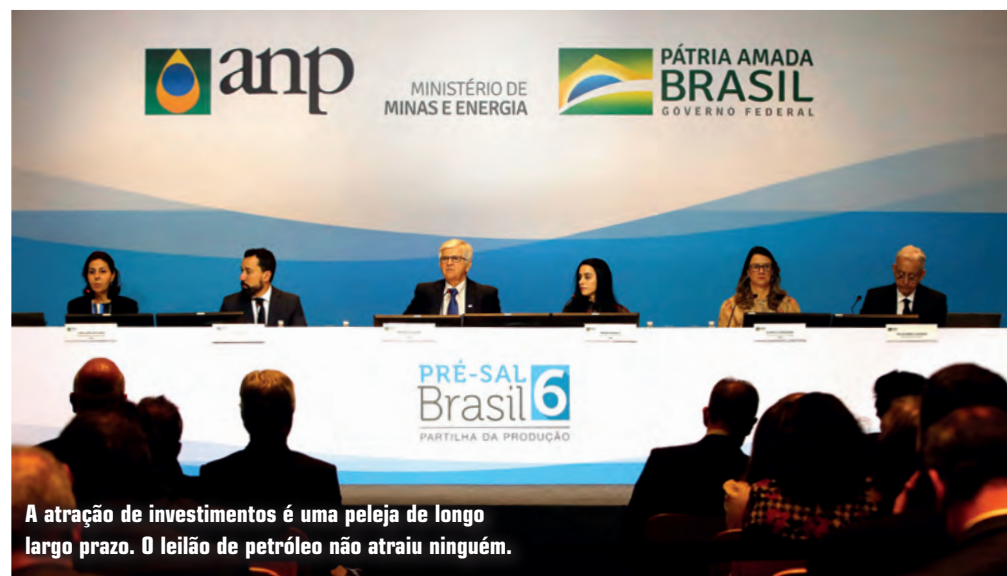 anp
MINISTÉRIO DE
MINAS E ENERGIA
PÁTRIA AMADA
BRASIL
GOVERNO FEDERAL
PRÉ-SAL
Brasil 6
PARTILHA DA PRODUÇÃO
A atração de investimentos é uma peleja de longo
largo prazo. O leilão de petróleo não atraiu ninguém.